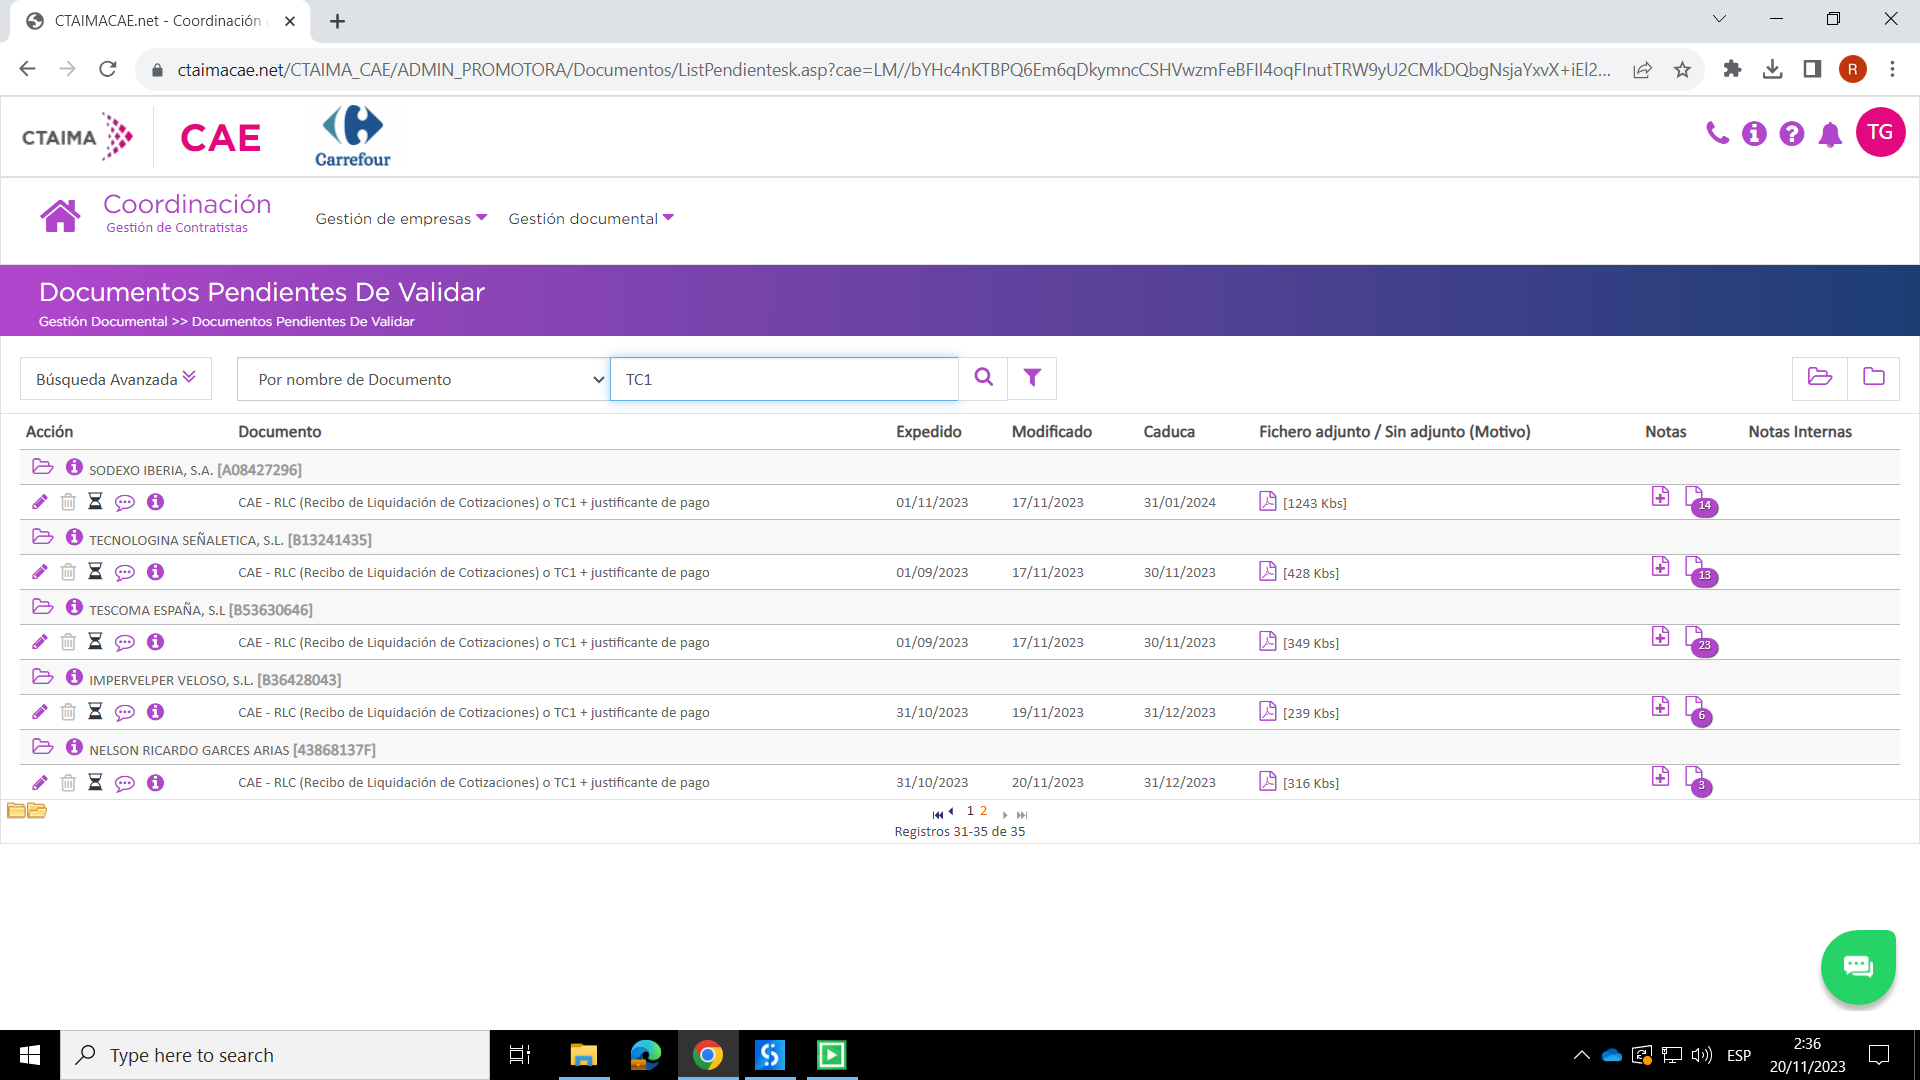 CTAIMACAE.net - Coordinación
ctaimacae.net/CTAIMA_CAE/ADMIN_PROMOTORA/Documentos/ListPendientesk.asp?cae=LM//bYHc4nKTBPQ6Em6qDkymncCSHVwzmFeBFII4oqFInutTRW9yU2CMkDQbgNsjaYxvX+iEl2...
R
CTAIMA
CAE
Carrefour
TG
Coordinación
Gestión de Contratistas
Gestión de empresas
Gestión documental
Documentos Pendientes De Validar
Gestión Documental >> Documentos Pendientes De Validar
Búsqueda Avanzada
Por nombre de Documento
TC1
Acción Documento Expedido Modificado Caduca Fichero adjunto / Sin adjunto (Motivo) Notas Notas Internas
SODEXO IBERIA, S.A. [A08427296]
CAE - RLC (Recibo de Liquidación de Cotizaciones) o TC1 + justificante de pago 01/11/2023 17/11/2023 31/01/2024 [1243 Kbs] 14
TECNOLOGINA SEÑALETICA, S.L. [B13241435]
CAE - RLC (Recibo de Liquidación de Cotizaciones) o TC1 + justificante de pago 01/09/2023 17/11/2023 30/11/2023 [428 Kbs] 13
TESCOMA ESPAÑA, S.L [B53630646]
CAE - RLC (Recibo de Liquidación de Cotizaciones) o TC1 + justificante de pago 01/09/2023 17/11/2023 30/11/2023 [349 Kbs] 23
IMPERVELPER VELOSO, S.L. [B36428043]
CAE - RLC (Recibo de Liquidación de Cotizaciones) o TC1 + justificante de pago 31/10/2023 19/11/2023 31/12/2023 [239 Kbs] 6
NELSON RICARDO GARCES ARIAS [43868137F]
CAE - RLC (Recibo de Liquidación de Cotizaciones) o TC1 + justificante de pago 31/10/2023 20/11/2023 31/12/2023 [316 Kbs] 3
1 2
Registros 31-35 de 35
Type here to search
ESP
2:36
20/11/2023